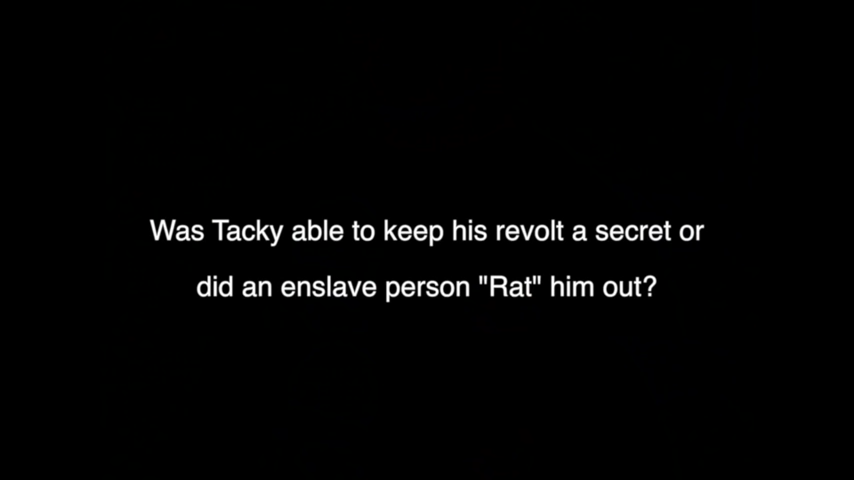 Was Tacky able to keep his revolt a secret or
did an enslave person "Rat" him out?